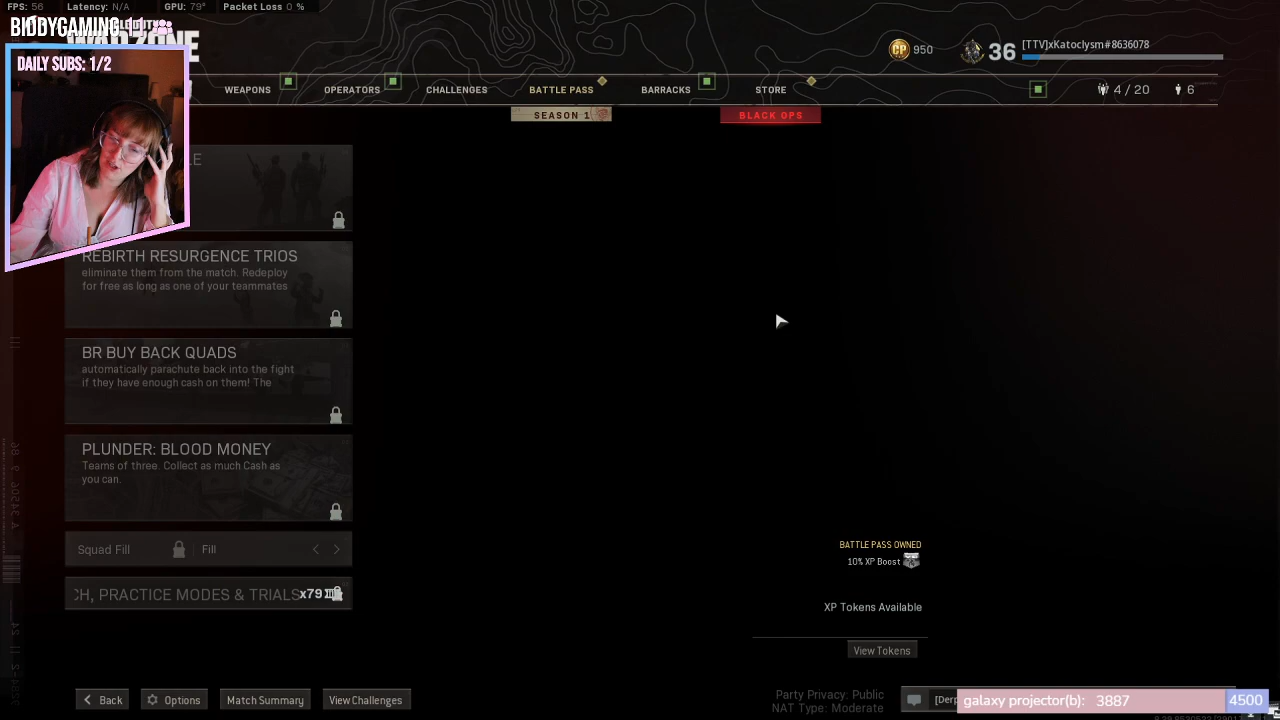 FPS: 56 Latency: N/A GPU: 79° Packet Loss 0 %
BIDDYGAMING
DAILY SUBS: 1/2
CP 950
36
[TTV]xKatoclysm#8636078
WEAPONS OPERATORS CHALLENGES BATTLE PASS BARRACKS STORE
4 / 20 6
SEASON 1 BLACK OPS
REBIRTH RESURGENCE TRIOS
eliminate them from the match. Redeploy
for free as long as one of your teammates
BR BUY BACK QUADS
automatically parachute back into the fight
if they have enough cash on them! The
PLUNDER: BLOOD MONEY
Teams of three. Collect as much Cash as
you can.
Squad Fill Fill
CH, PRACTICE MODES & TRIALS
BATTLE PASS OWNED
10% XP Boost
XP Tokens Available
View Tokens
Back Options Match Summary View Challenges
Party Privacy: Public
NAT Type: Moderate
[Derp
galaxy projector(b): 3887 4500